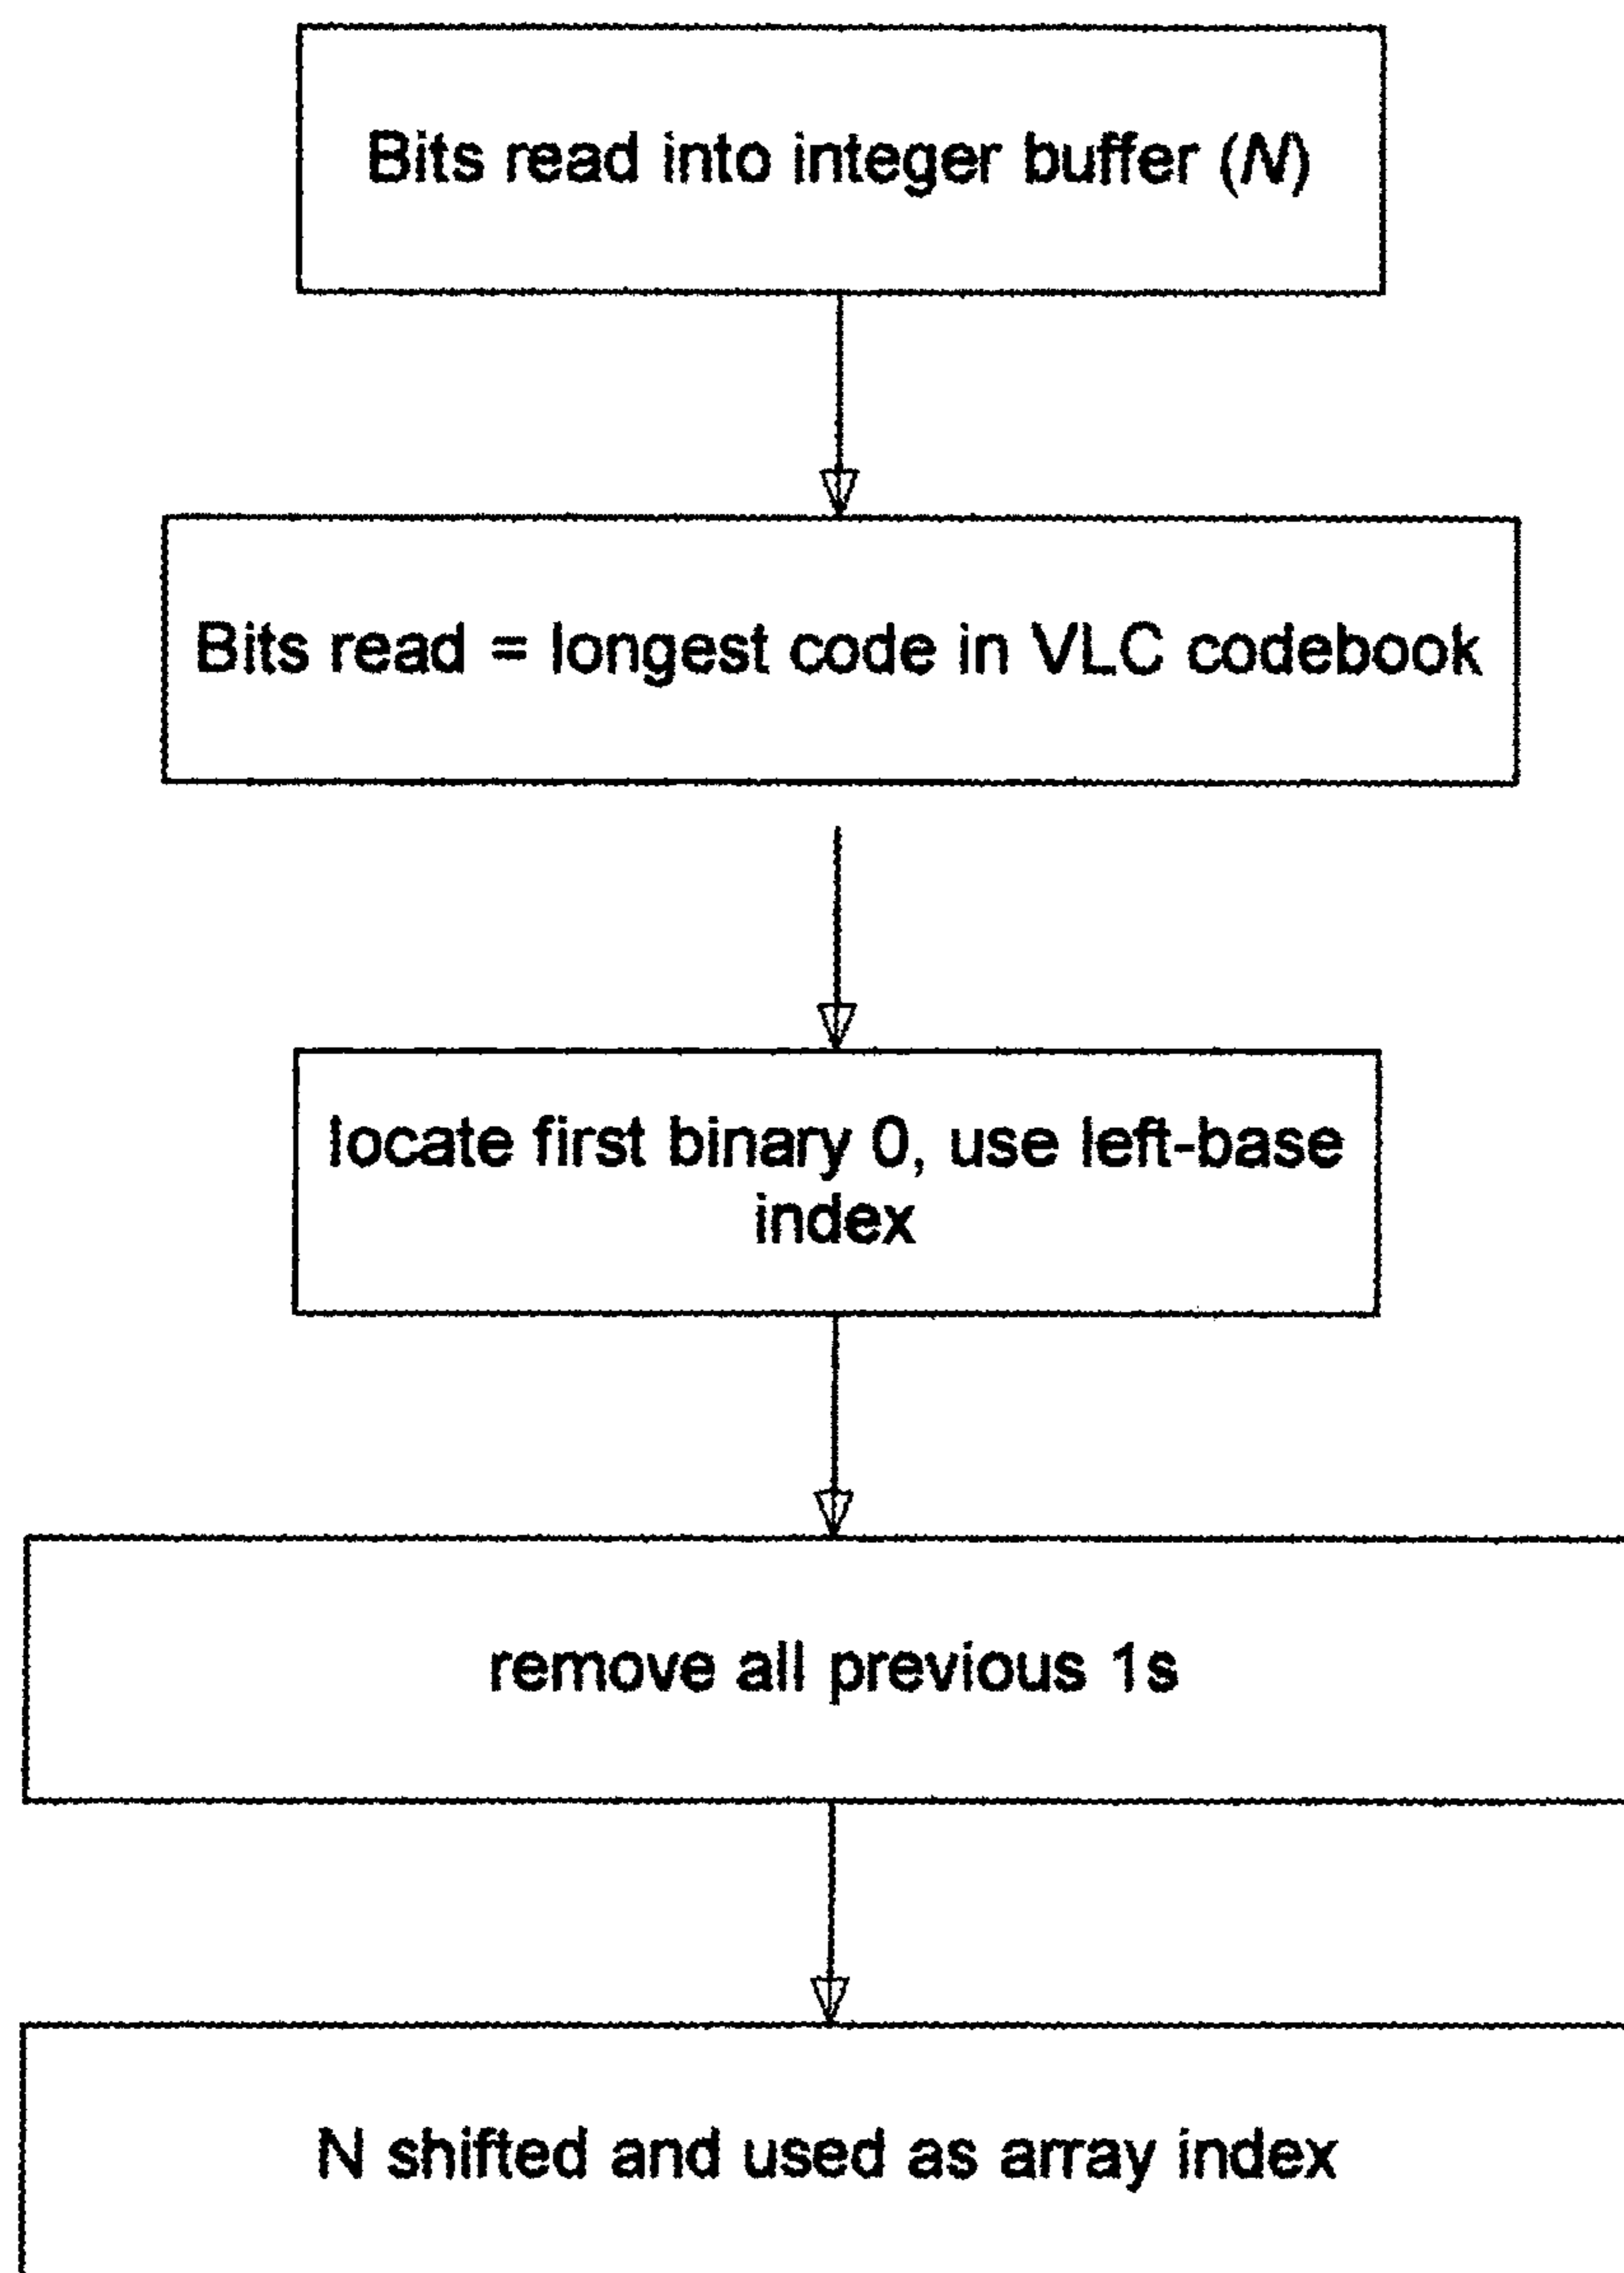 Bits read into integer buffer (N)
Bits read = longest code in VLC codebook
locate first binary 0, use left-base
index
remove all previous 1s
N shifted and used as array index